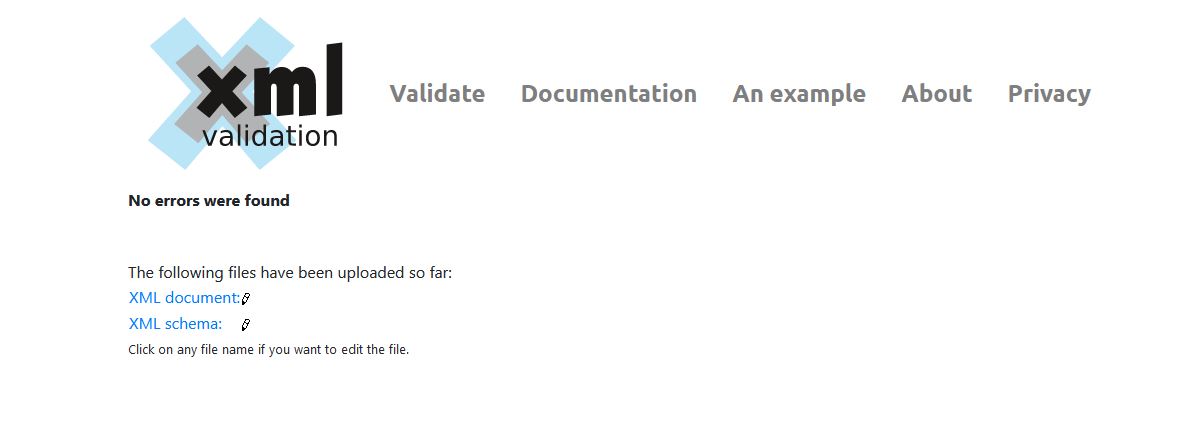 xml
validation
Validate Documentation An example About Privacy
No errors were found
The following files have been uploaded so far:
XML document:
XML schema:
Click on any file name if you want to edit the file.